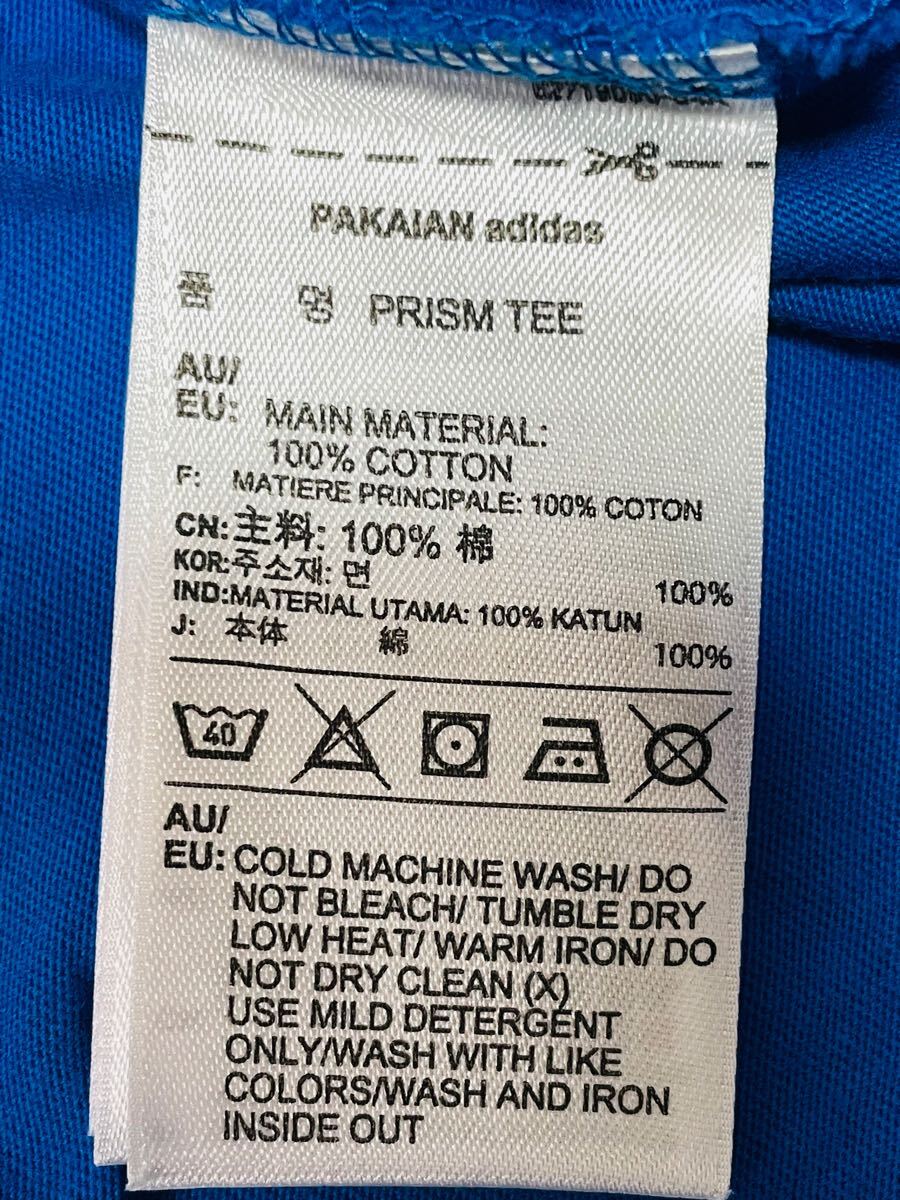 PAKAIAN adidas
품 명 PRISM TEE
AU/
EU: MAIN MATERIAL:
100% COTTON
F: MATIERE PRINCIPALE: 100% COTON
CN:主料: 100% 棉
KOR:주소재: 면 100%
IND:MATERIAL UTAMA: 100% KATUN
J: 本体 綿 100%
40
AU/
EU: COLD MACHINE WASH/ DO
NOT BLEACH/ TUMBLE DRY
LOW HEAT/ WARM IRON/ DO
NOT DRY CLEAN (X)
USE MILD DETERGENT
ONLY/WASH WITH LIKE
COLORS/WASH AND IRON
INSIDE OUT